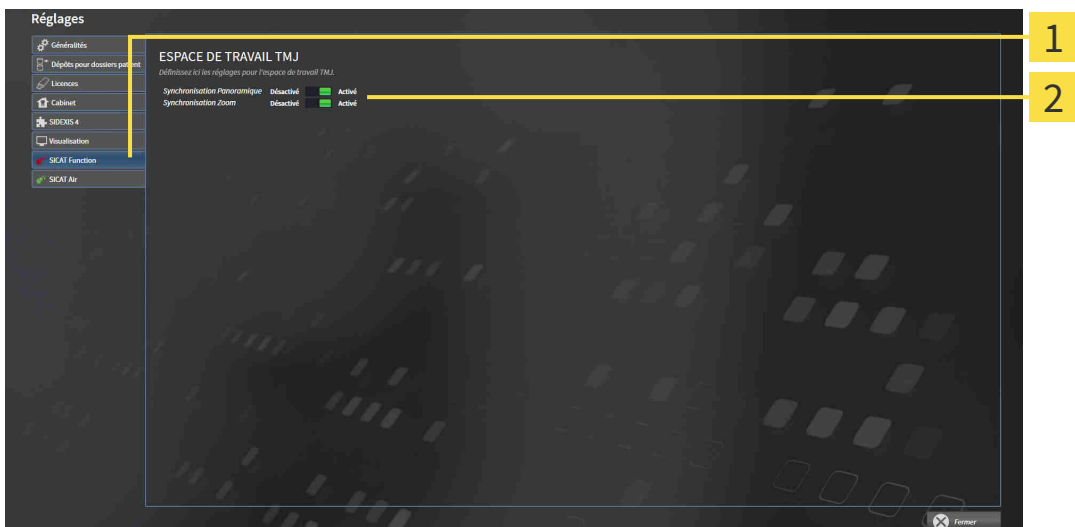 Réglages
Généralités
Dépôts pour dossiers patient
Licences
Cabinet
SIDEXIS 4
Visualisation
SICAT Function
SICAT Air
ESPACE DE TRAVAIL TMJ
Définissez ici les réglages pour l'espace de travail TMJ.
Synchronisation Panoramique Désactivé Activé
Synchronisation Zoom Désactivé Activé
1
2
Fermer